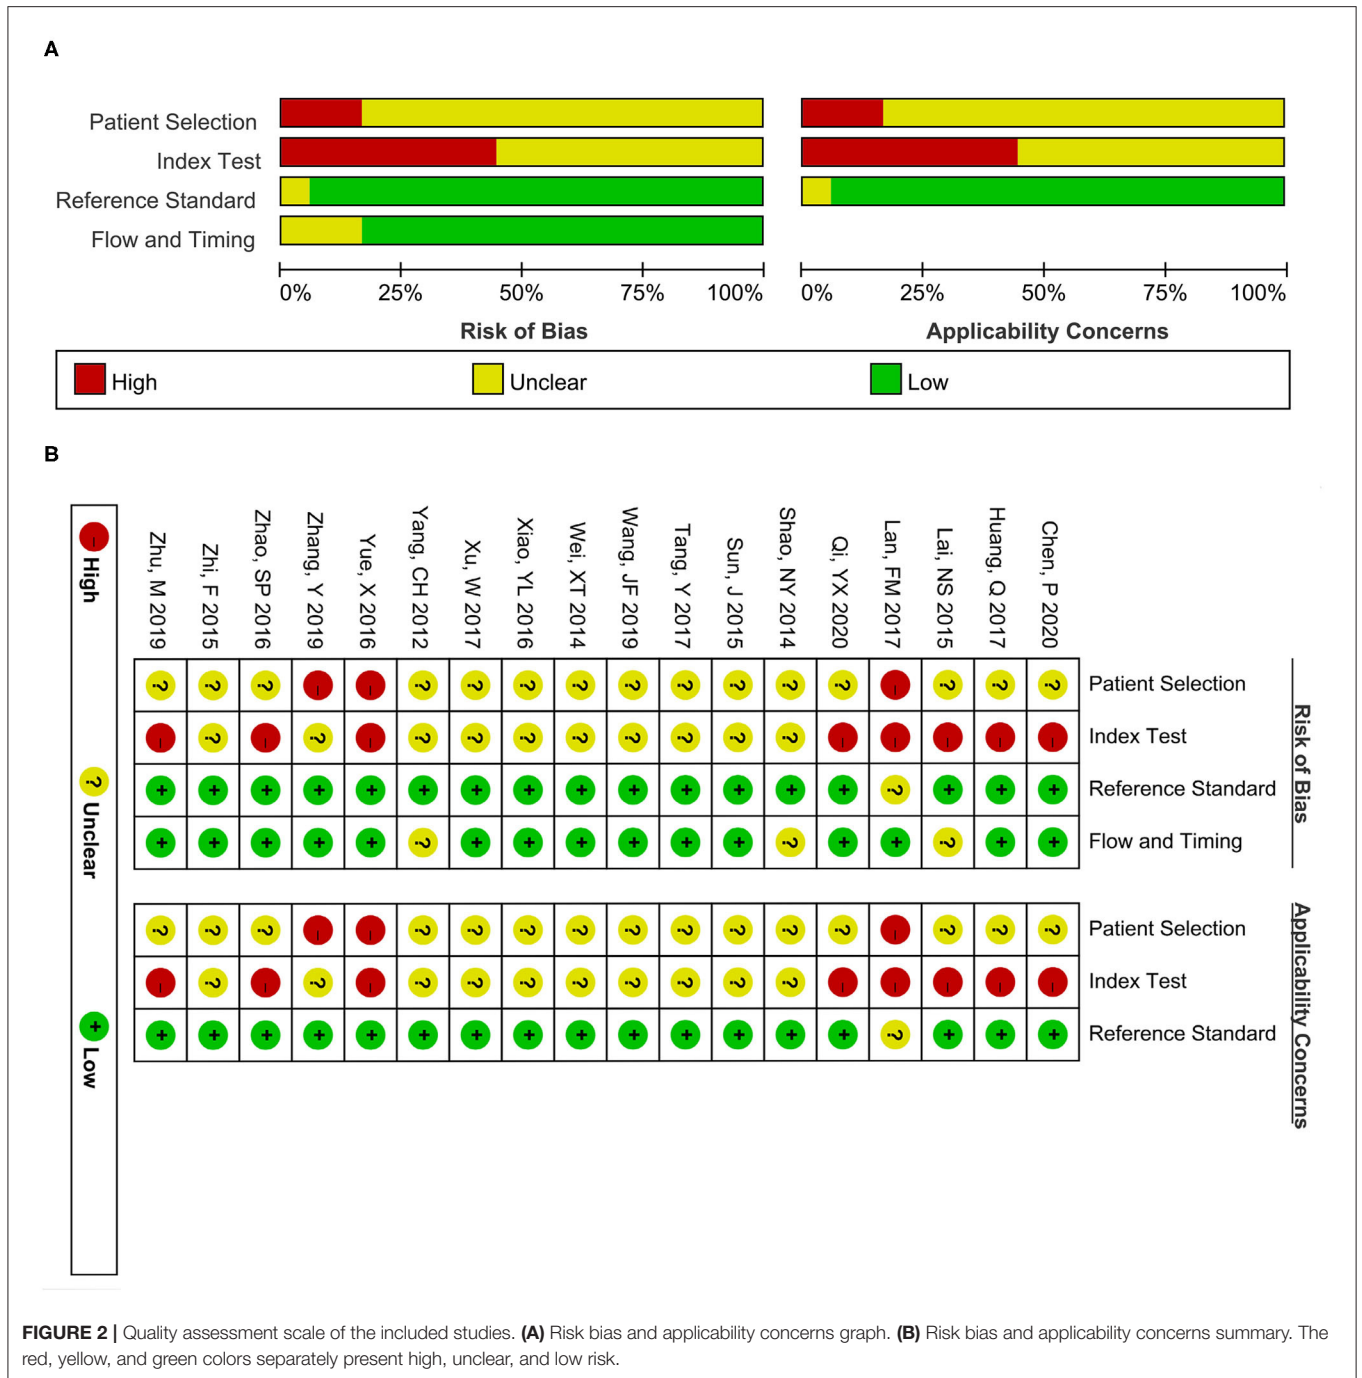 A
Patient Selection
Index Test
Reference Standard
Flow and Timing
0% 25% 50% 75% 100%
0% 25% 50% 75% 100%
Risk of Bias
Applicability Concerns
High
Unclear
Low
B
– High
? Unclear
+ Low
Zhu, M 2019
Zhi, F 2015
Zhao, SP 2016
Zhang, Y 2019
Yue, X 2016
Yang, CH 2012
Xu, W 2017
Xiao, YL 2016
Wei, XT 2014
Wang, JF 2019
Tang, Y 2017
Sun, J 2015
Shao, NY 2014
Qi, YX 2020
Lan, FM 2017
Lai, NS 2015
Huang, Q 2017
Chen, P 2020
? ? ? – – ? ? ? ? ? ? ? ? ? – ? ? ? Patient Selection
– ? – ? – ? ? ? ? ? ? ? ? – – – – – Index Test
+ + + + + + + + + + + + + + ? + + + Reference Standard
+ + + + + ? + + + + + + ? + + ? + + Flow and Timing
Risk of Bias
? ? ? – – ? ? ? ? ? ? ? ? ? – ? ? ? Patient Selection
– ? – ? – ? ? ? ? ? ? ? ? – – – – – Index Test
+ + + + + + + + + + + + + + ? + + + Reference Standard
Applicability Concerns
FIGURE 2 | Quality assessment scale of the included studies. (A) Risk bias and applicability concerns graph. (B) Risk bias and applicability concerns summary. The
red, yellow, and green colors separately present high, unclear, and low risk.